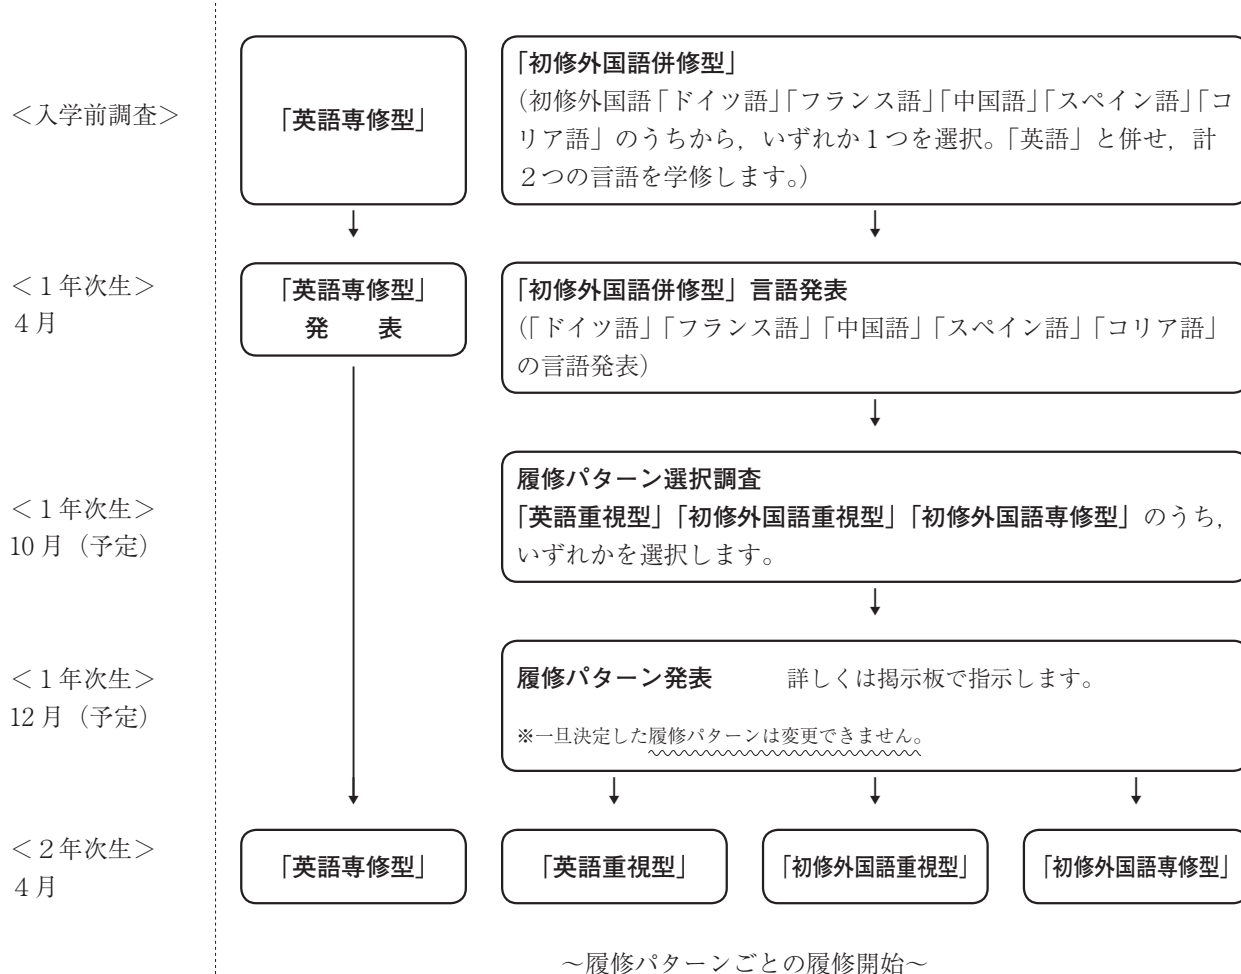 <入学前調査>
「英語専修型」
「初修外国語併修型」
（初修外国語「ドイツ語」「フランス語」「中国語」「スペイン語」「コ
リア語」のうちから，いずれか１つを選択。「英語」と併せ，計
２つの言語を学修します。）
＜１年次生＞
４月
「英語専修型」
発　表
「初修外国語併修型」言語発表
（「ドイツ語」「フランス語」「中国語」「スペイン語」「コリア語」
の言語発表）
＜１年次生＞
10月（予定）
履修パターン選択調査
「英語重視型」「初修外国語重視型」「初修外国語専修型」のうち，
いずれかを選択します。
＜１年次生＞
12月（予定）
履修パターン発表　詳しくは掲示板で指示します。
※一旦決定した履修パターンは変更できません。
＜２年次生＞
４月
「英語専修型」
「英語重視型」
「初修外国語重視型」
「初修外国語専修型」
～履修パターンごとの履修開始～